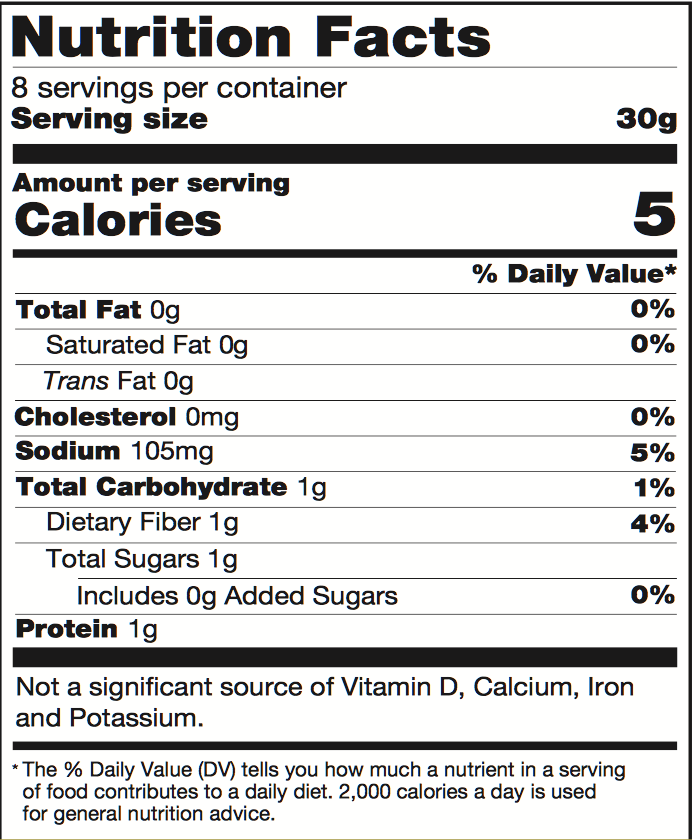 Nutrition Facts
8 servings per container
Serving size 30g
Amount per serving
Calories 5
% Daily Value*
Total Fat 0g 0%
Saturated Fat 0g 0%
Trans Fat 0g
Cholesterol 0mg 0%
Sodium 105mg 5%
Total Carbohydrate 1g 1%
Dietary Fiber 1g 4%
Total Sugars 1g
Includes 0g Added Sugars 0%
Protein 1g
Not a significant source of Vitamin D, Calcium, Iron
and Potassium.
* The % Daily Value (DV) tells you how much a nutrient in a serving
of food contributes to a daily diet. 2,000 calories a day is used
for general nutrition advice.